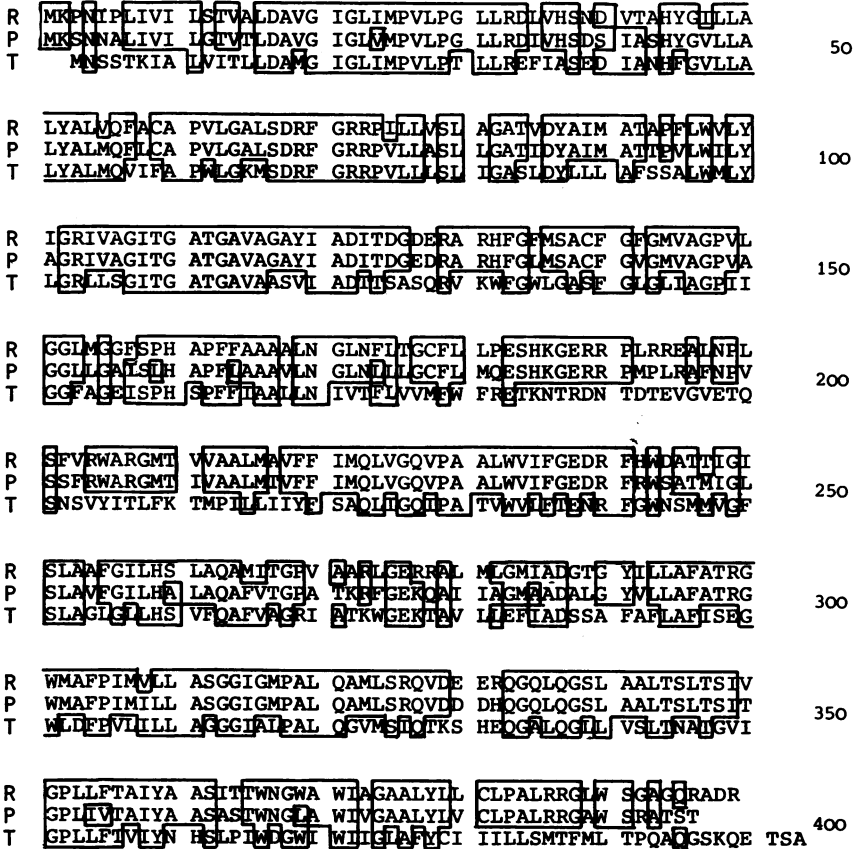 R MKPNIPLIVI LSTVALDAVG IGLIMPVLPG LLRDLVHSND VTAHYGILLA
P MKSNNALIVI LGTVTLDAVG IGLVMPVLPG LLRDIVHSDS IASHYGVLLA 50
T MNSSTKIA LVITLLDAMG IGLIMPVLPT LLREFIASED IANHFGVLLA
R LYALVQFACA PVLGALSDRF GRRPILLVSL AGATVDYAIM ATAPFLWVLY
P LYALMQFLCA PVLGALSDRF GRRPVLLASL LGATIDYAIM ATTPVLWILY 100
T LYALMQVIFA PWLGKMSDRF GRRPVLLLSL IGASLDYLLL AFSSALWMLY
R IGRIVAGITG ATGAVAGAYI ADITDGDERA RHFGFMSACF GFGMVAGPVL
P AGRIVAGITG ATGAVAGAYI ADITDGEDRA RHFGLMSACF GVGMVAGPVA 150
T LGRLLSGITG ATGAVAASVI ADTTSASQRV KWFGWLGASF GLGLIAGPII
R GGLMGGFSPH APFFAAAALN GLNFLTGCFL LPESHKGERR PLRREALNPL
P GGLLGAISLH APFLAAAVLN GLNLLLGCFL MQESHKGERR PMPLRAFNPV 200
T GGFAGEISPH SPFFIAALLN IVTFLVVMFW FRETKNTRDN TDTEVGVETQ
R SFVRWARGMT VVAALMAVFF IMQLVGQVPA ALWVIFGEDR FHWDATTIGI
P SSFRWARGMT IVAALMTVFF IMQLVGQVPA ALWVIFGEDR FRWSATMIGL 250
T SNSVYITLFK TMPILLIIYF SAQLIGQIPA TVWVLFTENR FGWNSMMVGF
R SLAAFGILHS LAQAMITGPV AARLGERRAL MLGMIADGTG YILLAFATRG
P SLAVFGILHA LAQAFVTGPA TKRFGEKQAI IAGMAADALG YVLLAFATRG 300
T SLAGLGLLHS VFQAFVAGRI ATKWGEKTAV LLEFIADSSA FAFLAFISEG
R WMAFPIMVLL ASGGIGMPAL QAMLSRQVDE ERQGQLQGSL AALTSLTSIV
P WMAFPIMILL ASGGIGMPAL QAMLSRQVDD DHQGQLQGSL AALTSLTSIT 350
T WLDFPVLILL AGGGIALPAL QGVMSIQTKS HEQGALQGLL VSLTNATGVI
R GPLLFTAIYA ASITTWNGWA WIAGAALYLL CLPALRRGLW SGAGQRADR
P GPLIVTAIYA ASASTWNGLA WIVGAALYLV CLPALRRGAW SRATST 400
T GPLLFTVIYN HSLPIWDGWI WIIGLAFYCI IILLSMTFML TPQAQGSKQE TSA